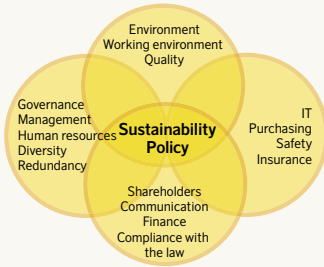 Environment
Working environment
Quality
Governance
Management
Human resources
Diversity
Redundancy
Sustainability
Policy
IT
Purchasing
Safety
Insurance
Shareholders
Communication
Finance
Compliance with
the law